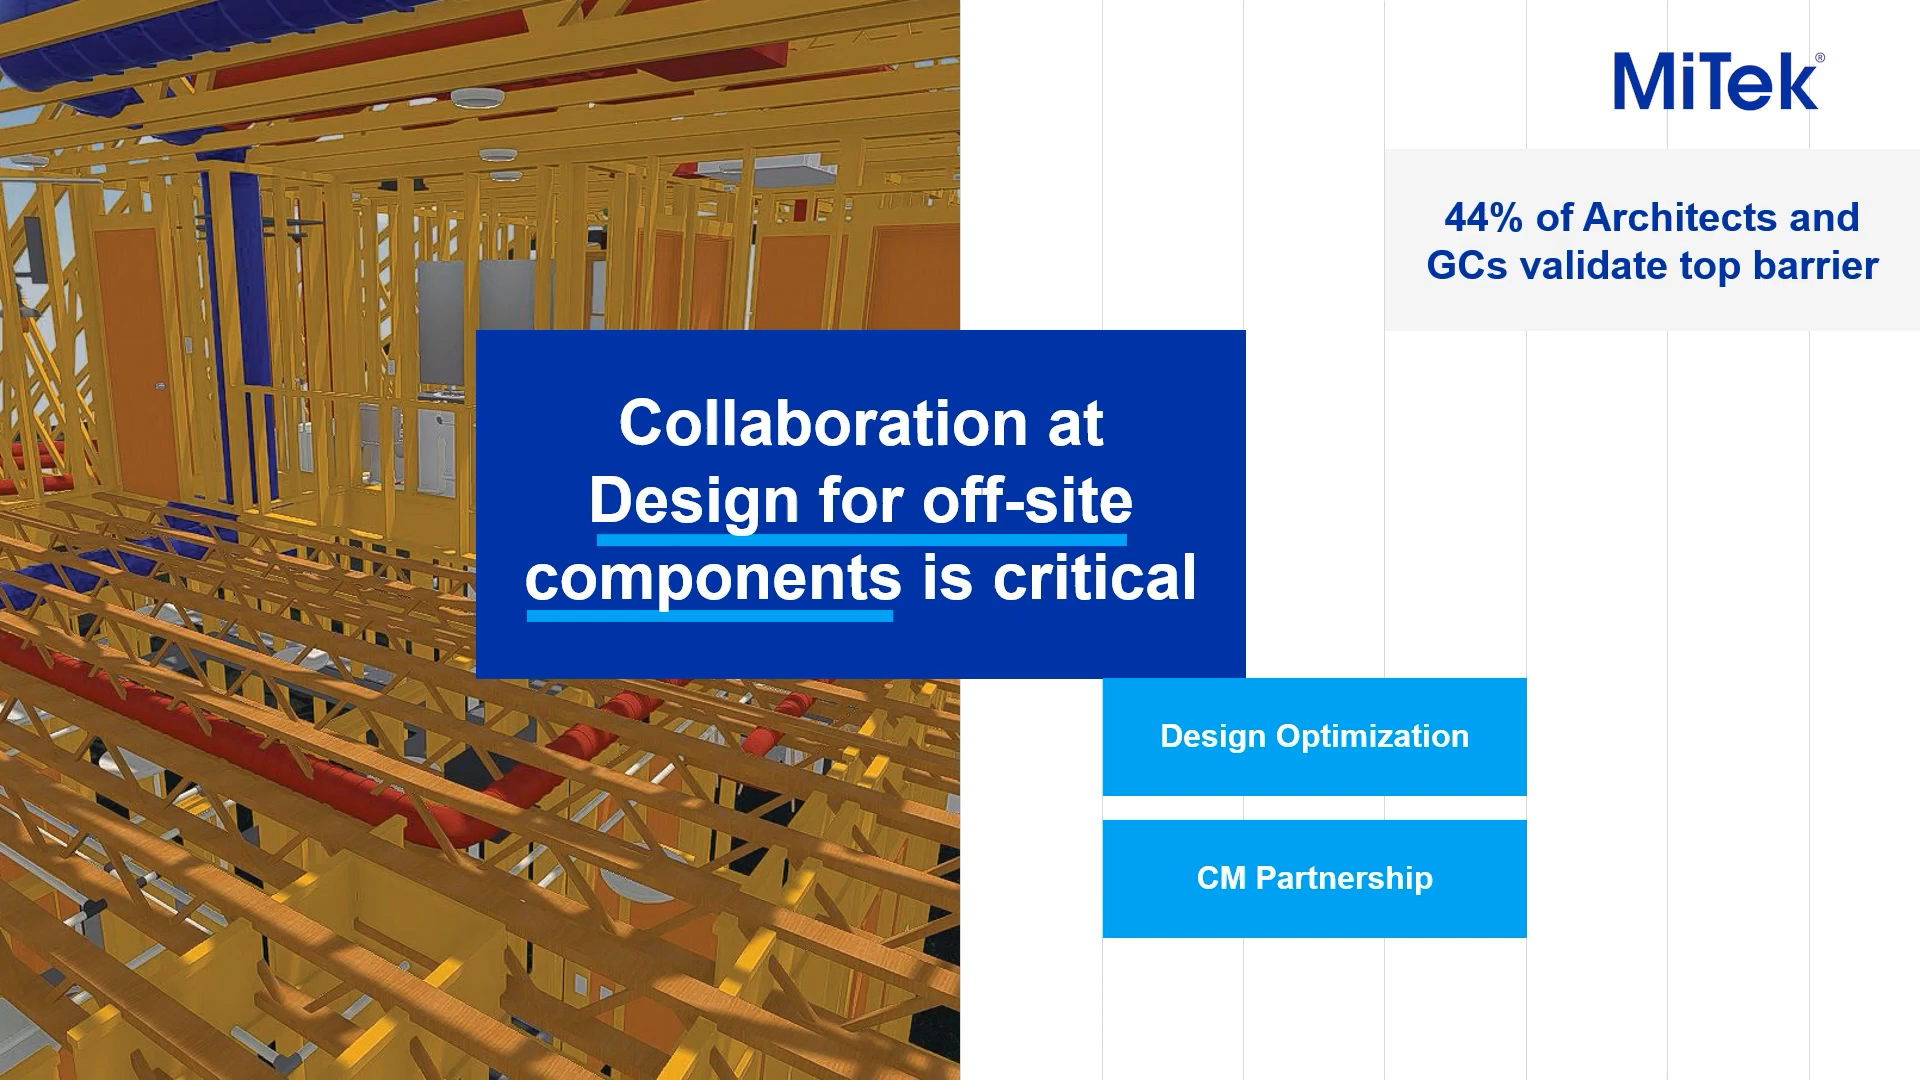 MiTek®
44% of Architects and
GCs validate top barrier
Collaboration at
Design for off-site
components is critical
Design Optimization
CM Partnership